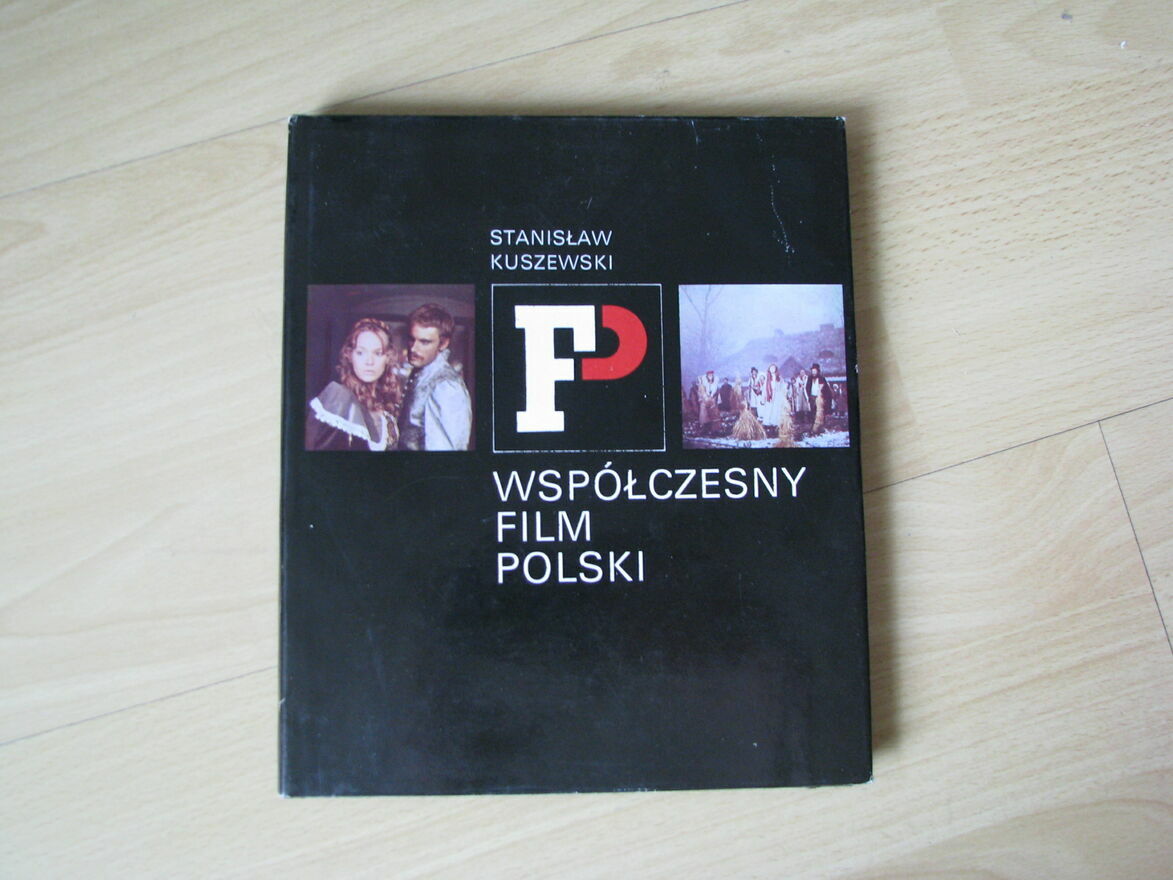 STANISŁAW
KUSZEWSKI
FP
WSPÓŁCZESNY
FILM
POLSKI